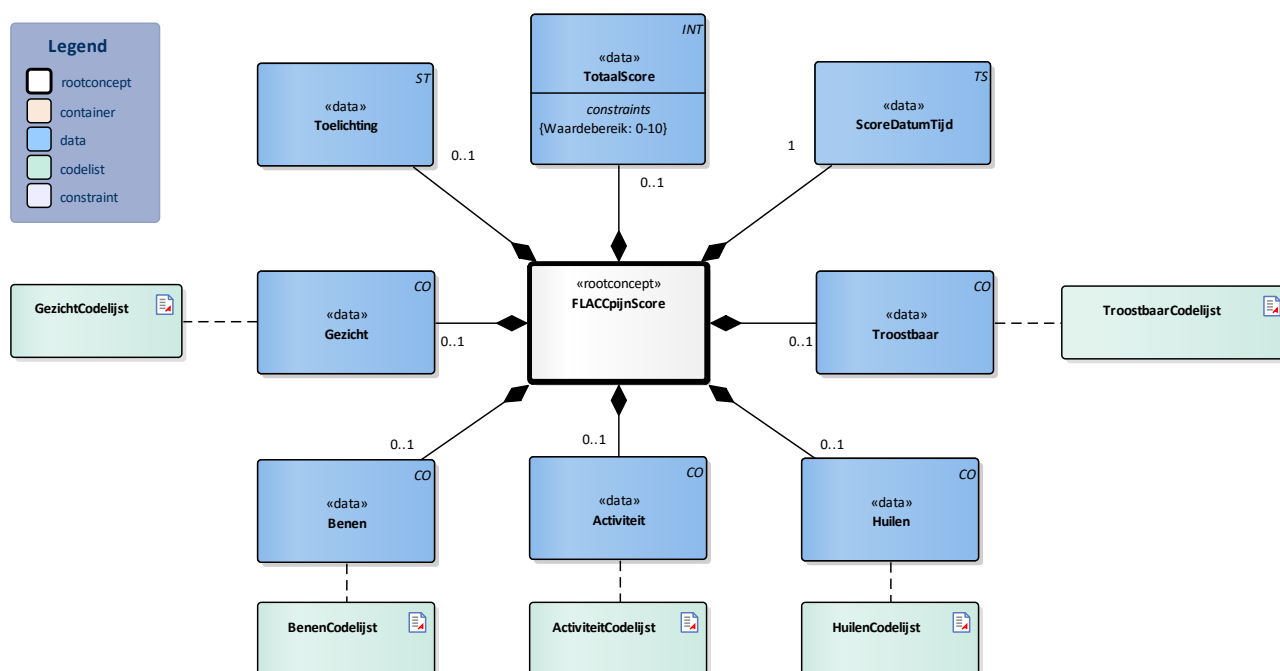 Legend
rootconcept
container
data
codelist
constraint
ST
«data»
Toelichting
0..1
INT
«data»
TotaalScore
constraints
{Waardebereik: 0-10}
0..1
TS
«data»
ScoreDatumTijd
1
GezichtCodelijst
CO
«data»
Gezicht
0..1
«rootconcept»
FLACCpijnScore
CO
«data»
Troostbaar
0..1
TroostbaarCodelijst
0..1
CO
«data»
Benen
0..1
CO
«data»
Activiteit
0..1
CO
«data»
Huilen
BenenCodelijst
ActiviteitCodelijst
HuilenCodelijst